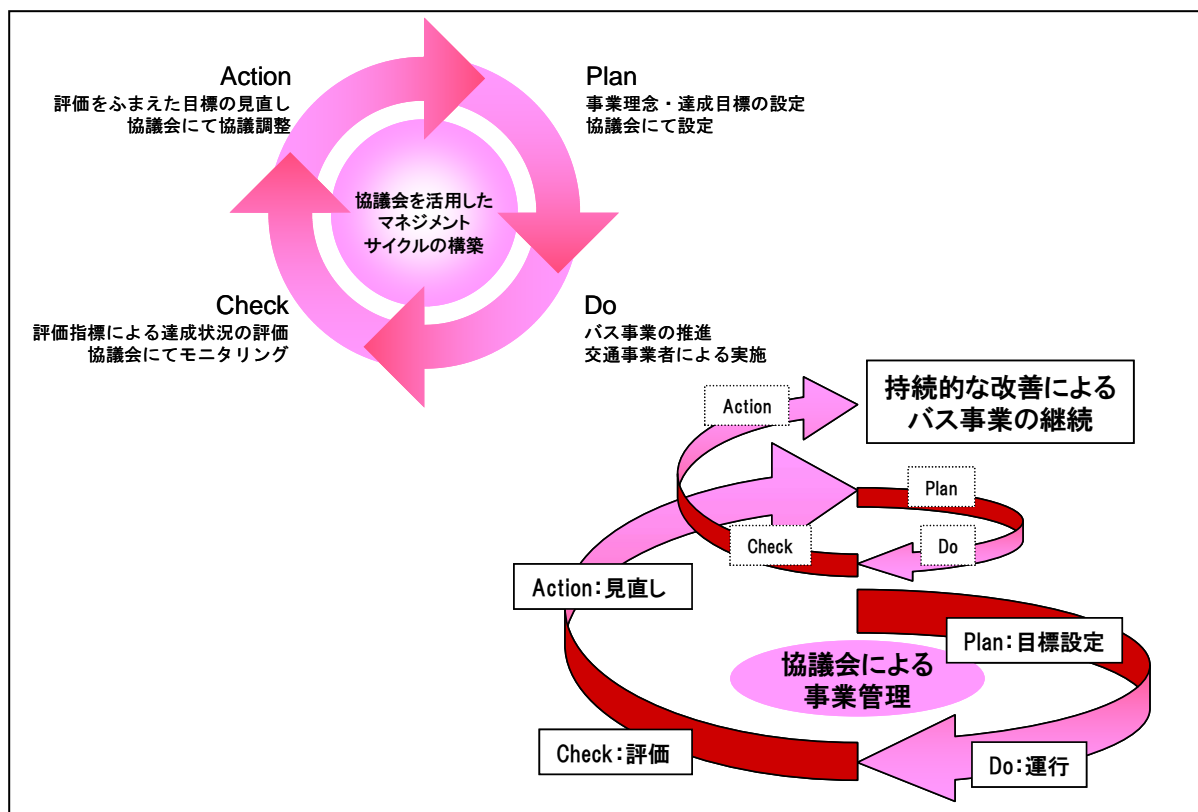 Action
評価をふまえた目標の見直し
協議会にて協議調整
Plan
事業理念・達成目標の設定
協議会にて設定
協議会を活用した
マネジメント
サイクルの構築
Check
評価指標による達成状況の評価
協議会にてモニタリング
Do
バス事業の推進
交通事業者による実施
持続的な改善による
バス事業の継続
Action
Plan
Check
Do
Action：見直し
Plan：目標設定
協議会による
事業管理
Check：評価
Do：運行